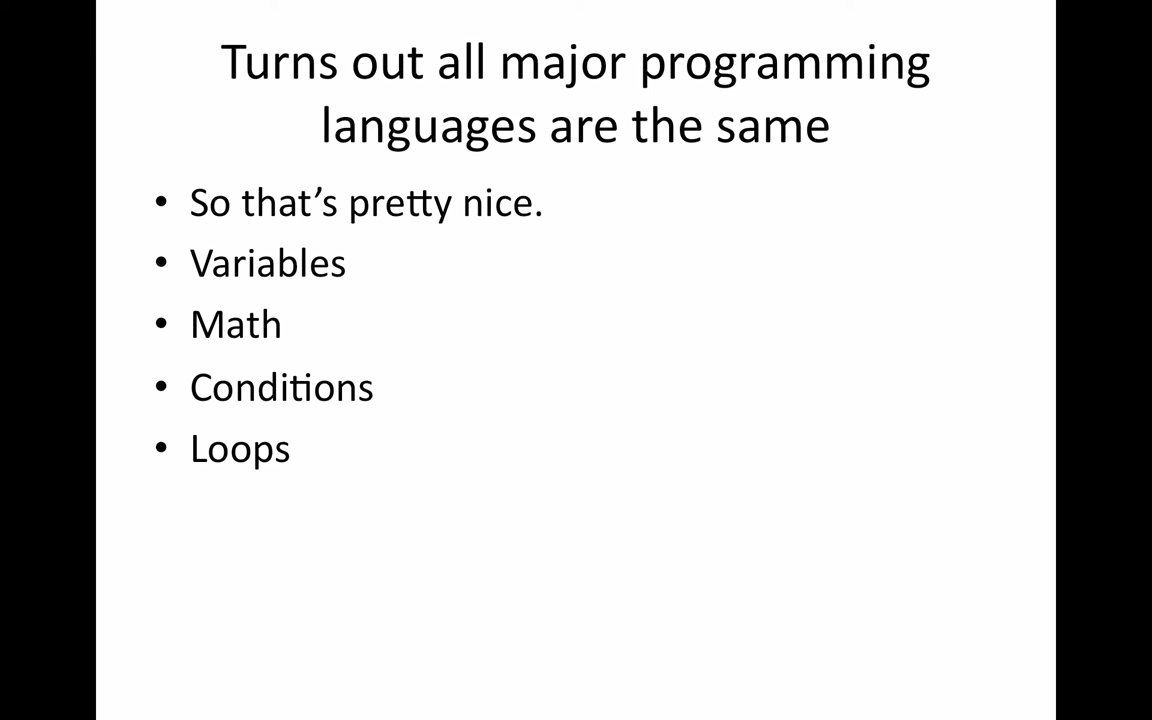 Turns out all major programming
languages are the same
• So that’s pretty nice.
• Variables
• Math
• Conditions
• Loops